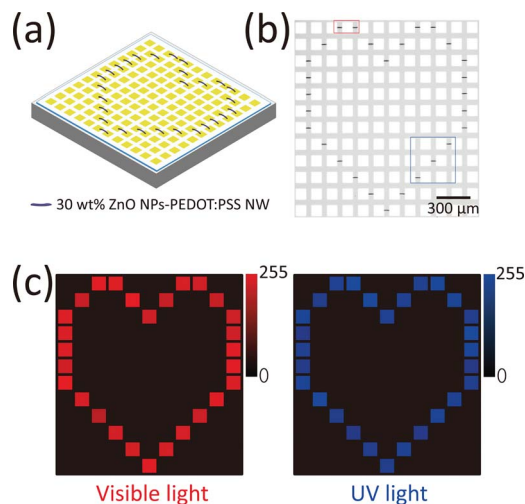 (a)
(b)
30 wt% ZnO NPs-PEDOT:PSS NW
300 µm
(c)
255
0
255
0
Visible light
UV light